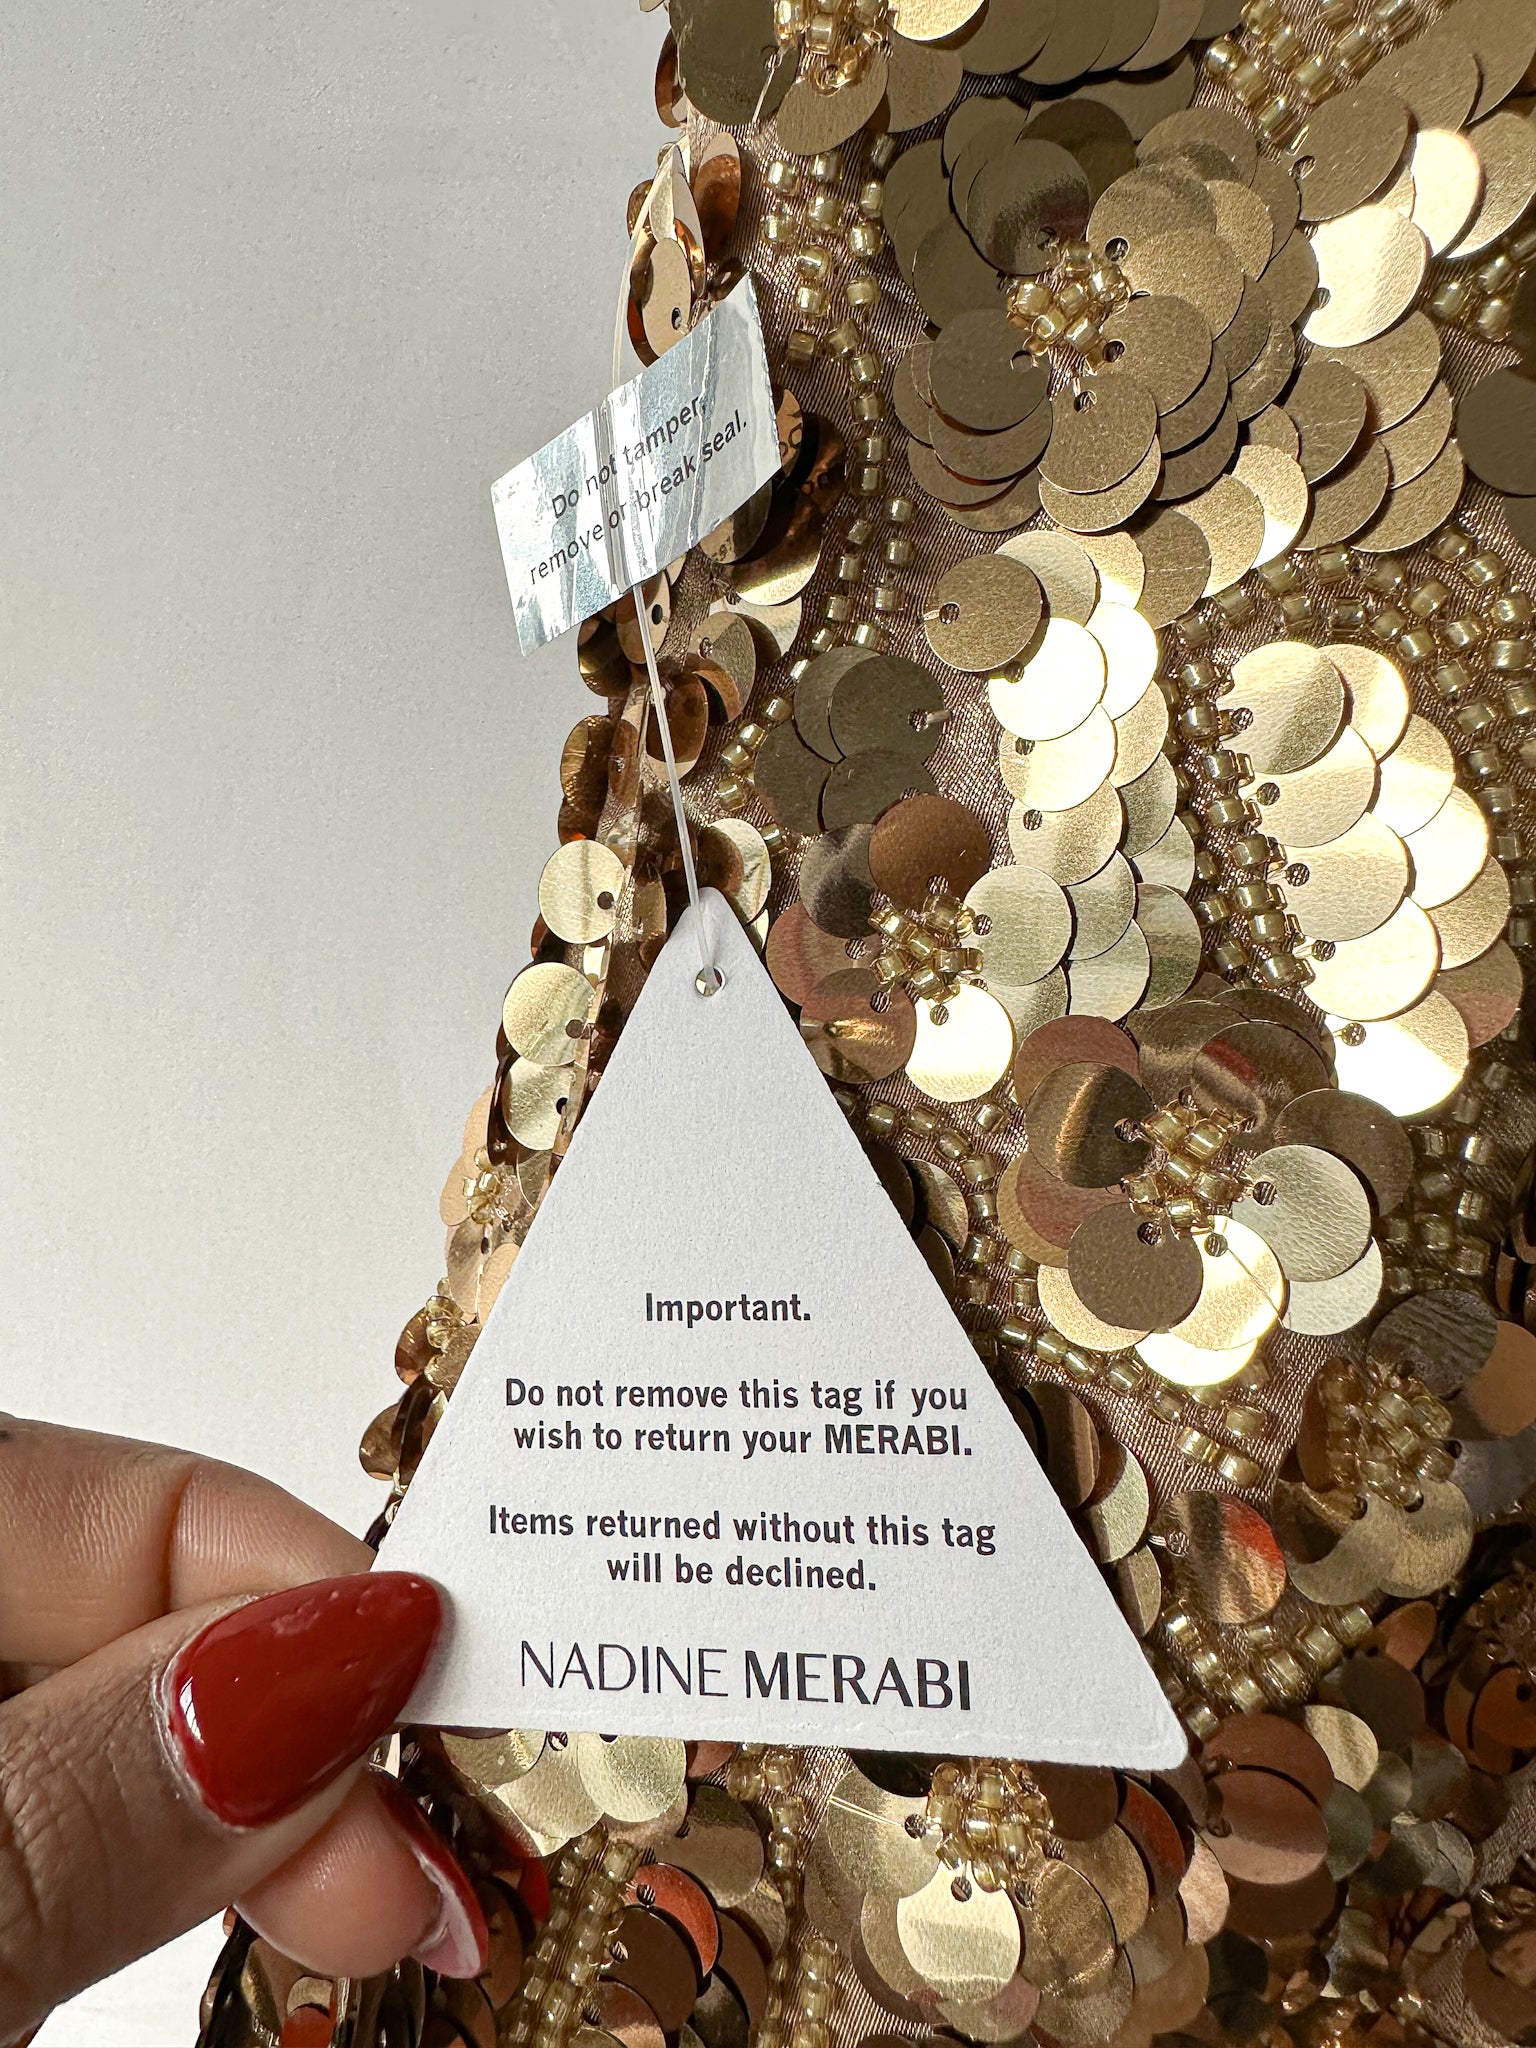 Do not tamper,
remove or break seal.
Important.
Do not remove this tag if you
wish to return your MERABI.
Items returned without this tag
will be declined.
NADINE MERABI